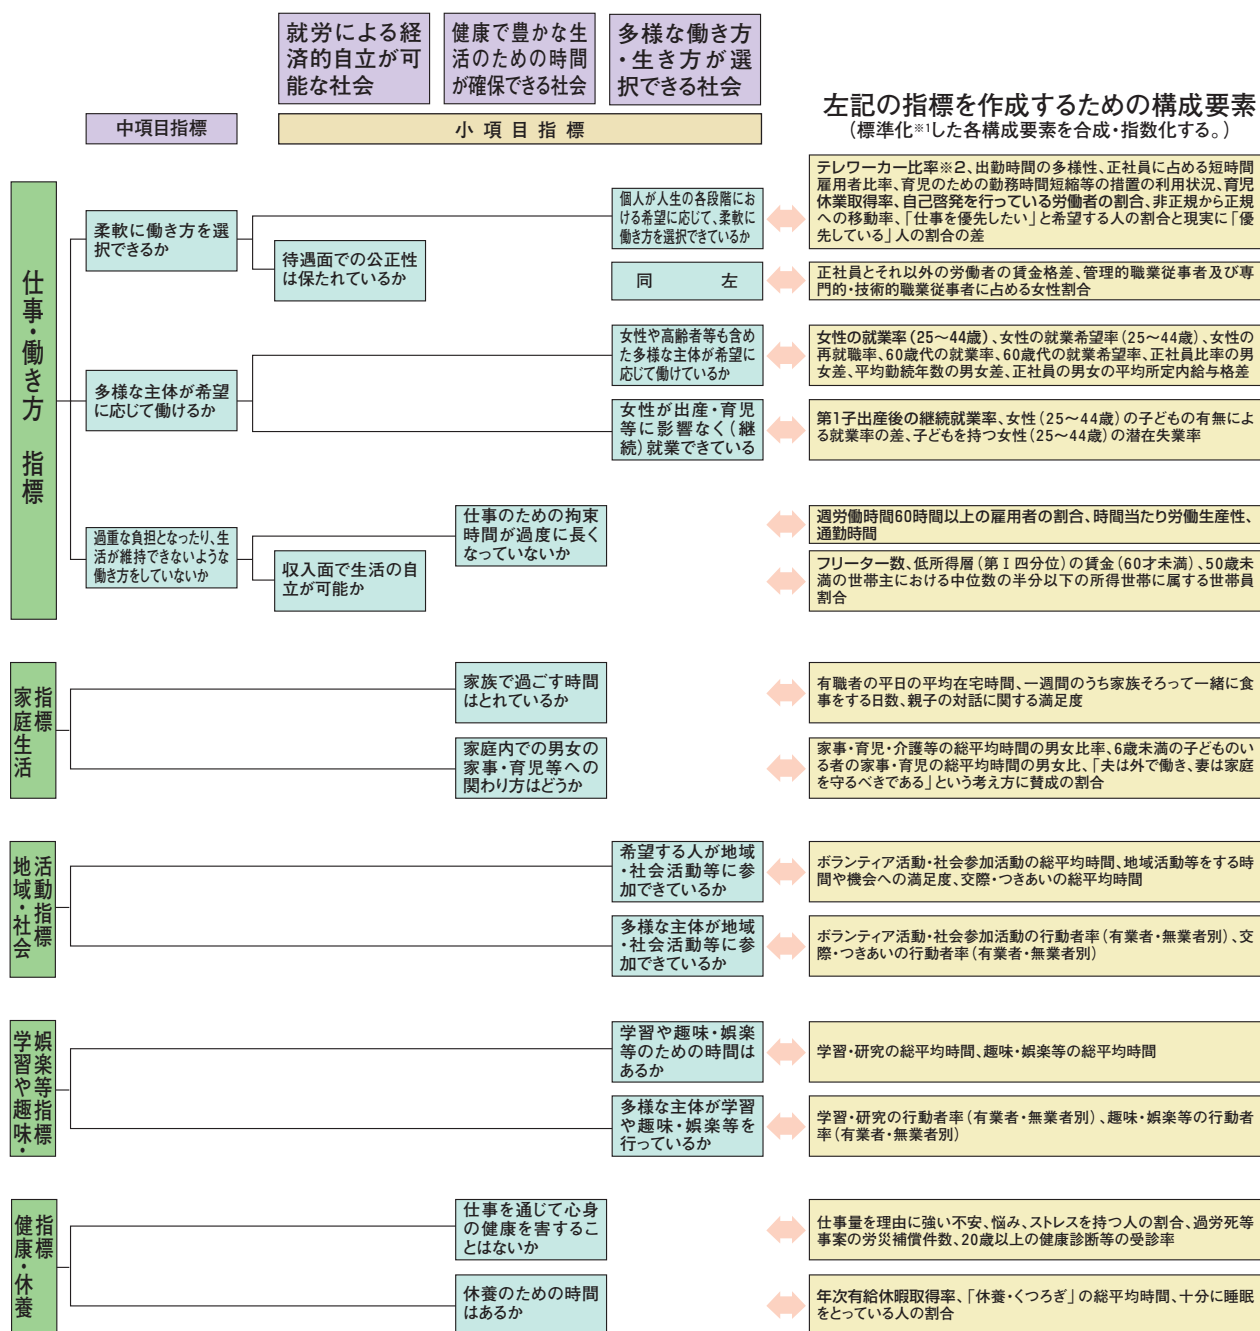 就労による経
済的自立が可
能な社会
健康で豊かな生
活のための時間
が確保できる社会
多様な働き方
・生き方が選
択できる社会
左記の指標を作成するための構成要素
(標準化※1した各構成要素を合成・指数化する。)
中項目指標
小項目指標
仕事・働き方 指標
柔軟に働き方を選
択できるか
個人が人生の各段階にお
ける希望に応じて、柔軟に
働き方を選択できているか
テレワーカー比率※2、出勤時間の多様性、正社員に占める短時間
雇用者比率、育児のための勤務時間短縮等の措置の利用状況、育児
休業取得率、自己啓発を行っている労働者の割合、非正規から正規
への移動率、「仕事を優先したい」と希望する人の割合と現実に「優
先している」人の割合の差
待遇面での公正性
は保たれているか
同 左
正社員とそれ以外の労働者の賃金格差、管理的職業従事者及び専
門的・技術的職業従事者に占める女性割合
多様な主体が希望
に応じて働けるか
女性や高齢者等も含め
た多様な主体が希望に
応じて働けているか
女性の就業率(25〜44歳)、女性の就業希望率(25〜44歳)、女性の
再就職率、60歳代の就業率、60歳代の就業希望率、正社員比率の男
女差、平均勤続年数の男女差、正社員の男女の平均所定内給与格差
女性が出産・育児
等に影響なく(継
続)就業できている
第1子出産後の継続就業率、女性(25〜44歳)の子どもの有無によ
る就業率の差、子どもを持つ女性(25〜44歳)の潜在失業率
過重な負担となったり、生
活が維持できないような
働き方をしていないか
仕事のための拘束
時間が過度に長く
なっていないか
週労働時間60時間以上の雇用者の割合、時間当たり労働生産性、
通勤時間
収入面で生活の自
立が可能か
フリーター数、低所得層(第Ⅰ四分位)の賃金(60才未満)、50歳未
満の世帯主における中位数の半分以下の所得世帯に属する世帯員
割合
家庭生活
指標
家族で過ごす時間
はとれているか
有職者の平日の平均在宅時間、一週間のうち家族そろって一緒に食
事をする日数、親子の対話に関する満足度
家庭内での男女の
家事・育児等への
関わり方はどうか
家事・育児・介護等の総平均時間の男女比率、6歳未満の子どものい
る者の家事・育児の総平均時間の男女比、「夫は外で働き、妻は家庭
を守るべきである」という考え方に賛成の割合
地域・社会
活動指標
希望する人が地域
・社会活動等に参
加できているか
ボランティア活動・社会参加活動の総平均時間、地域活動等をする時
間や機会への満足度、交際・つきあいの総平均時間
多様な主体が地域
・社会活動等に参
加できているか
ボランティア活動・社会参加活動の行動者率(有業者・無業者別)、交
際・つきあいの行動者率(有業者・無業者別)
学習や趣味・
娯楽等指標
学習や趣味・娯楽
等のための時間は
あるか
学習・研究の総平均時間、趣味・娯楽等の総平均時間
多様な主体が学習
や趣味・娯楽等を
行っているか
学習・研究の行動者率(有業者・無業者別)、趣味・娯楽等の行動者
率(有業者・無業者別)
健康・休養
指標
仕事を通じて心身
の健康を害するこ
とはないか
仕事量を理由に強い不安、悩み、ストレスを持つ人の割合、過労死等
事案の労災補償件数、20歳以上の健康診断等の受診率
休養のための時間
はあるか
年次有給休暇取得率、「休養・くつろぎ」の総平均時間、十分に睡眠
をとっている人の割合